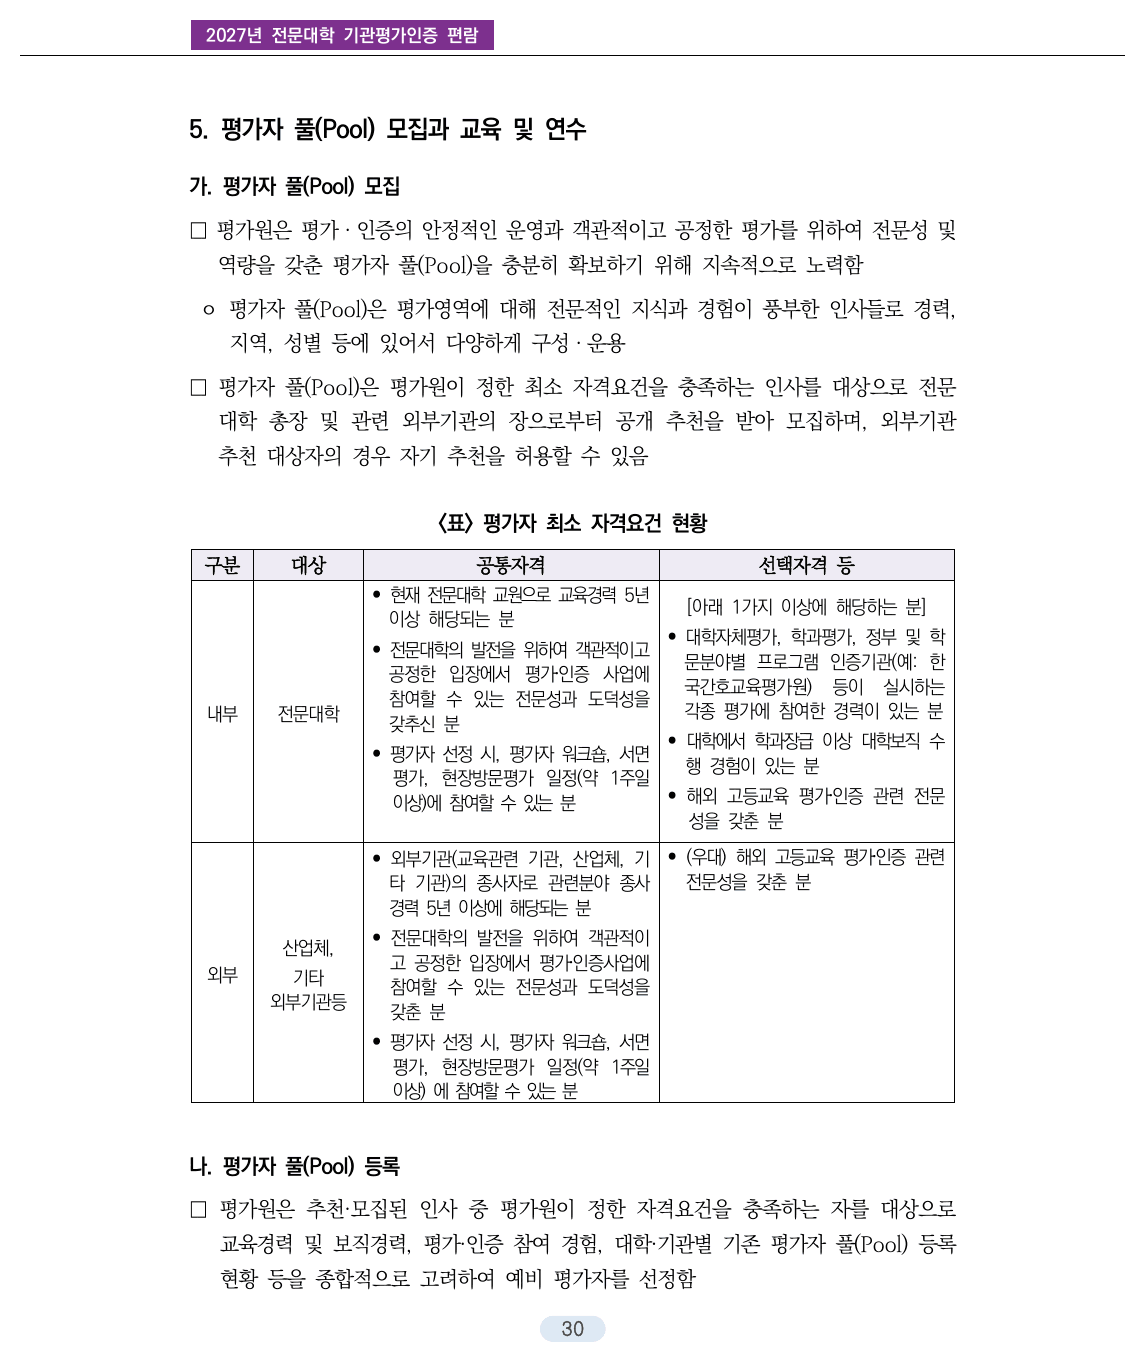 2027년 전문대학 기관평가인증 편람
5. 평가자 풀(Pool) 모집과 교육 및 연수
가. 평가자 풀(Pool) 모집
□ 평가원은 평가 · 인증의 안정적인 운영과 객관적이고 공정한 평가를 위하여 전문성 및
역량을 갖춘 평가자 풀(Pool)을 충분히 확보하기 위해 지속적으로 노력함
ㅇ 평가자 풀(Pool)은 평가영역에 대해 전문적인 지식과 경험이 풍부한 인사들로 경력,
지역, 성별 등에 있어서 다양하게 구성 · 운용
□ 평가자 풀(Pool)은 평가원이 정한 최소 자격요건을 충족하는 인사를 대상으로 전문
대학 총장 및 관련 외부기관의 장으로부터 공개 추천을 받아 모집하며, 외부기관
추천 대상자의 경우 자기 추천을 허용할 수 있음
<표> 평가자 최소 자격요건 현황
구분 대상 공통자격 선택자격 등
내부
전문대학
• 현재 전문대학 교원으로 교육경력 5년
이상 해당되는 분
• 전문대학의 발전을 위하여 객관적이고
공정한 입장에서 평가·인증 사업에
참여할 수 있는 전문성과 도덕성을
갖추신 분
• 평가자 선정 시, 평가자 워크숍, 서면
평가, 현장방문평가 일정(약 1주일
이상)에 참여할 수 있는 분
[아래 1가지 이상에 해당하는 분]
• 대학자체평가, 학과평가, 정부 및 학
문분야별 프로그램 인증기관(예: 한
국간호교육평가원) 등이 실시하는
각종 평가에 참여한 경력이 있는 분
• 대학에서 학과장급 이상 대학보직 수
행 경험이 있는 분
• 해외 고등교육 평가·인증 관련 전문
성을 갖춘 분
외부
산업체,
기타
외부기관등
• 외부기관(교육관련 기관, 산업체, 기
타 기관)의 종사자로 관련분야 종사
경력 5년 이상에 해당되는 분
• 전문대학의 발전을 위하여 객관적이
고 공정한 입장에서 평가·인증사업에
참여할 수 있는 전문성과 도덕성을
갖춘 분
• 평가자 선정 시, 평가자 워크숍, 서면
평가, 현장방문평가 일정(약 1주일
이상) 에 참여할 수 있는 분
• (우대) 해외 고등교육 평가·인증 관련
전문성을 갖춘 분
나. 평가자 풀(Pool) 등록
□ 평가원은 추천·모집된 인사 중 평가원이 정한 자격요건을 충족하는 자를 대상으로
교육경력 및 보직경력, 평가·인증 참여 경험, 대학·기관별 기존 평가자 풀(Pool) 등록
현황 등을 종합적으로 고려하여 예비 평가자를 선정함
30